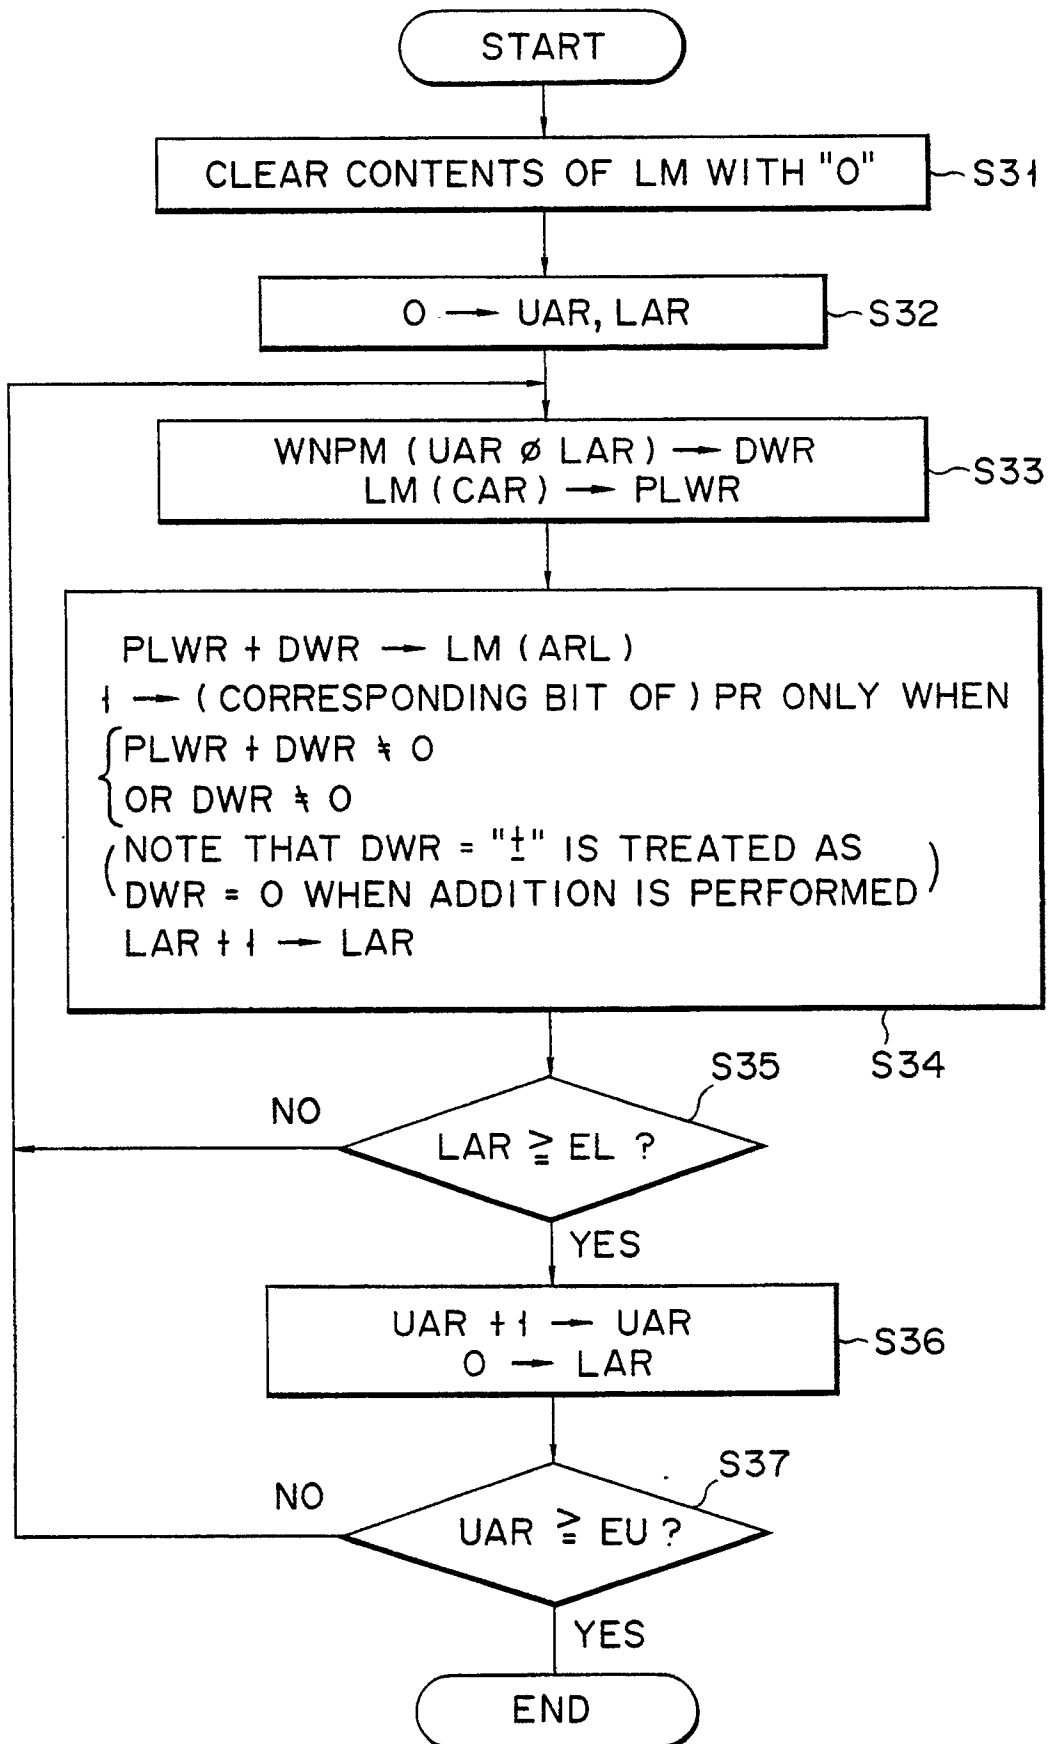 START
CLEAR CONTENTS OF LM WITH "0"
S31
0 → UAR, LAR
S32
WNPM (UAR ø LAR) → DWR
LM (CAR) → PLWR
S33
PLWR + DWR → LM (ARL)
1 → (CORRESPONDING BIT OF) PR ONLY WHEN
{PLWR + DWR ≠ 0
OR DWR ≠ 0
(NOTE THAT DWR = "±" IS TREATED AS
DWR = 0 WHEN ADDITION IS PERFORMED)
LAR + 1 → LAR
S34
S35
NO
LAR ≧ EL ?
YES
UAR + 1 → UAR
0 → LAR
S36
S37
NO
UAR ≧ EU ?
YES
END